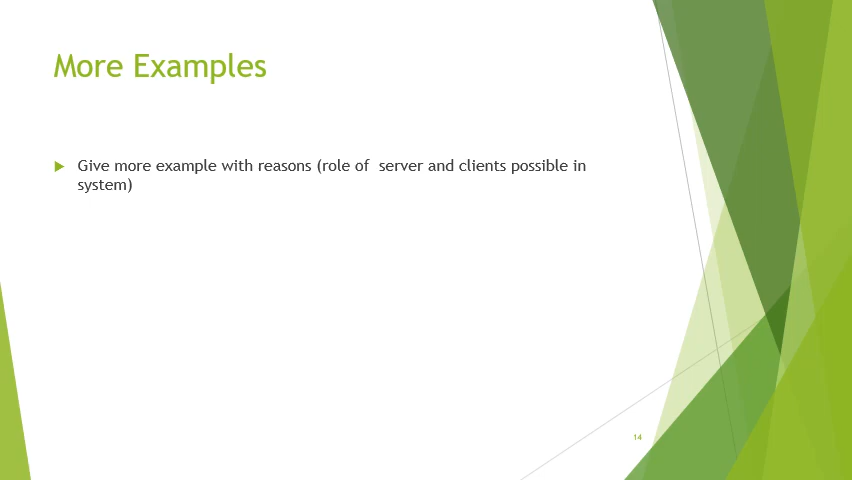 More Examples
Give more example with reasons (role of  server and clients possible in
system)
14